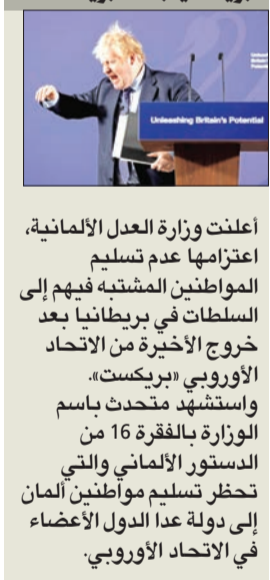 Unleashing Britain's Potential
أعلنت وزارة العدل الألمانية،
اعتزامها عدم تسليم
المواطنين المشتبه فيهم إلى
السلطات في بريطانيا بعد
خروج الأخيرة من الاتحاد
الأوروبي «بريكست».
واستشهد متحدث باسم
الوزارة بالفقرة 16 من
الدستور الألماني والتي
تحظر تسليم مواطنين ألمان
إلى دولة عدا الدول الأعضاء
في الاتحاد الأوروبي.